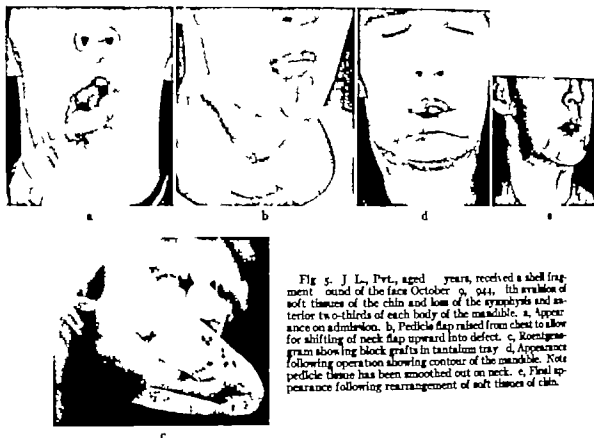 a
b
d
e
c
Fig 5. J L., Pvt., aged years, received a shell frag-
ment ound of the face October 9, 944, ith avulsion of
soft tissues of the chin and loss of the symphysis and an-
terior two-thirds of each body of the mandible. a, Appear
ance on admission. b, Pedicle flap raised from chest to allow
for shifting of neck flap upward into defect. c, Roentgeno-
gram showing block grafts in tantalum tray d, Appearance
following operation showing contour of the mandible. Note
pedicle tissue has been smoothed out on neck. e, Final ap-
pearance following rearrangement of soft tissues of chin.